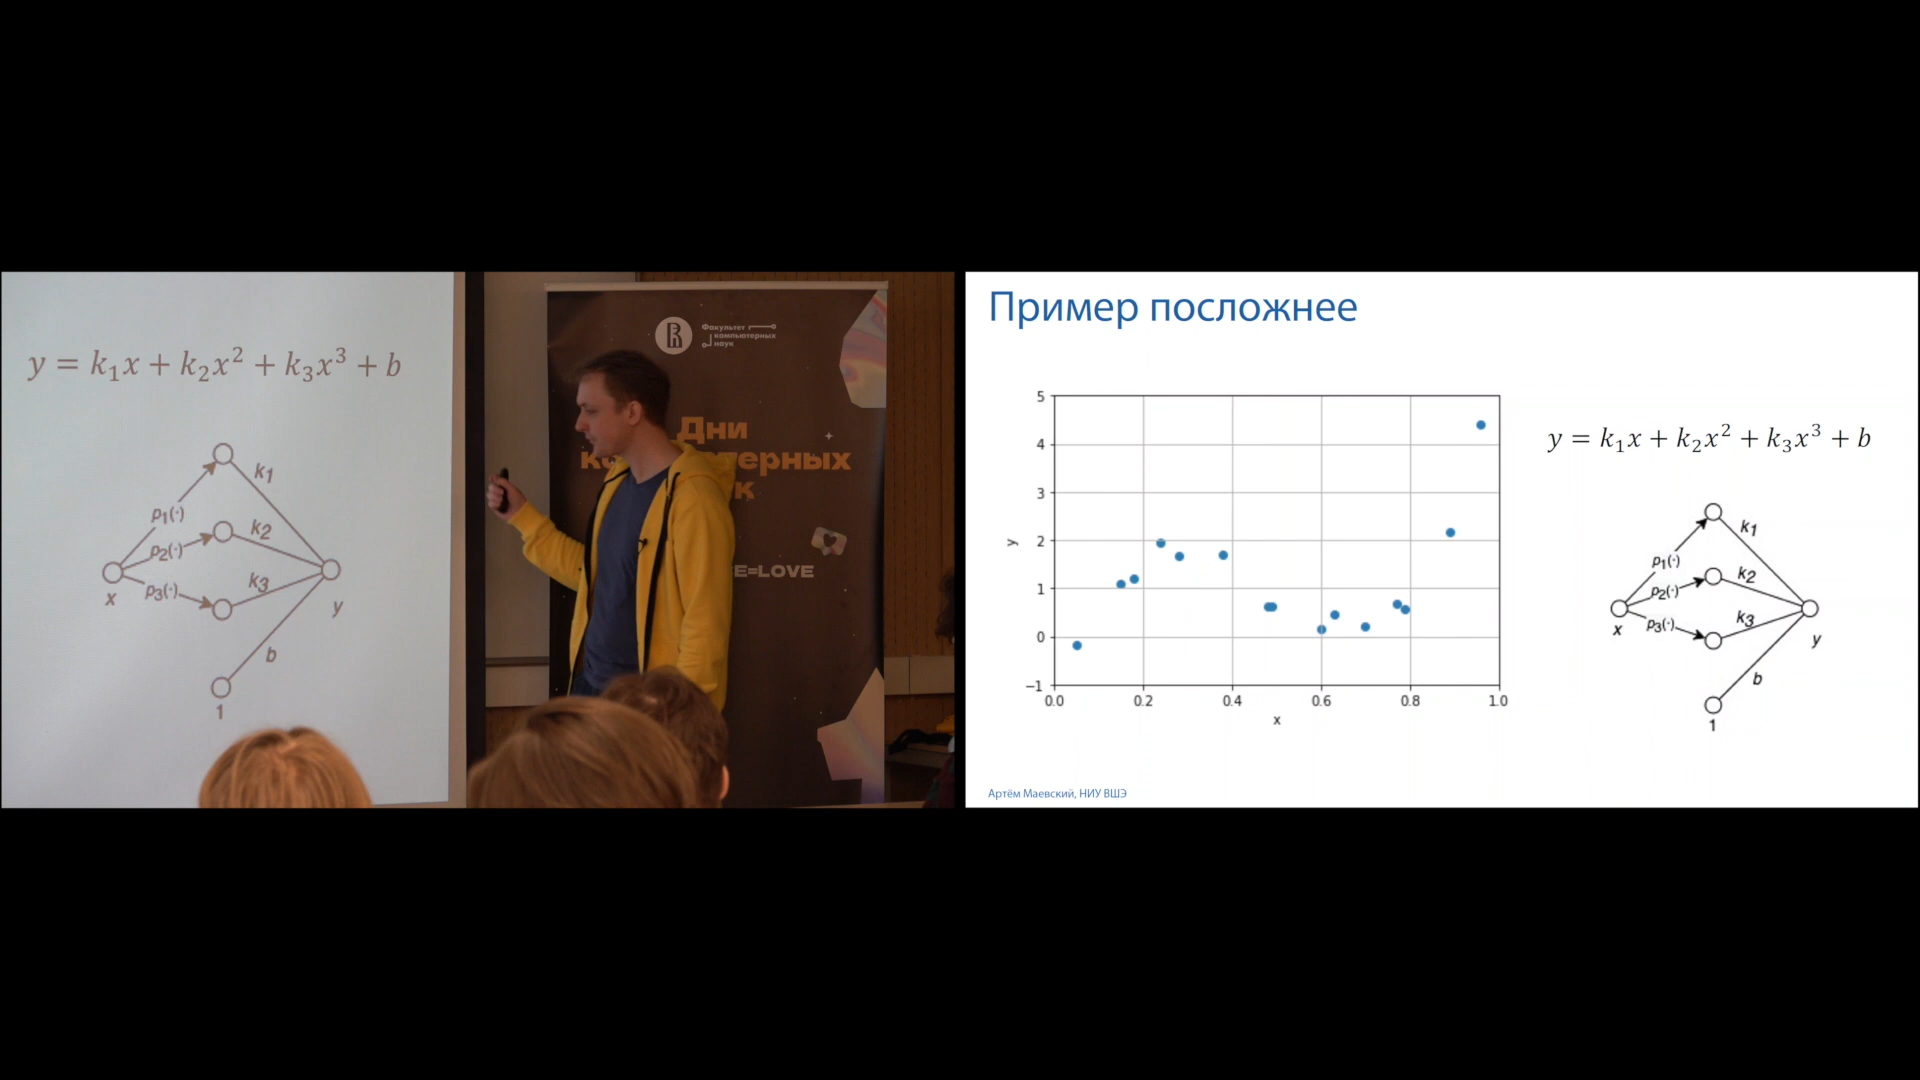 y = k₁x + k₂x² + k₃x³ + b
p₁(·)
k₁
p₂(·)
k₂
p₃(·)
k₃
x
y
b
1
Факультет
компьютерных
наук
Дни
E=LOVE
Пример посложнее
5
4
3
2
1
0
−1
y
0.0
0.2
0.4
0.6
0.8
1.0
x
y = k₁x + k₂x² + k₃x³ + b
p₁(·)
k₁
p₂(·)
k₂
p₃(·)
k₃
x
y
b
1
Артём Маевский, НИУ ВШЭ